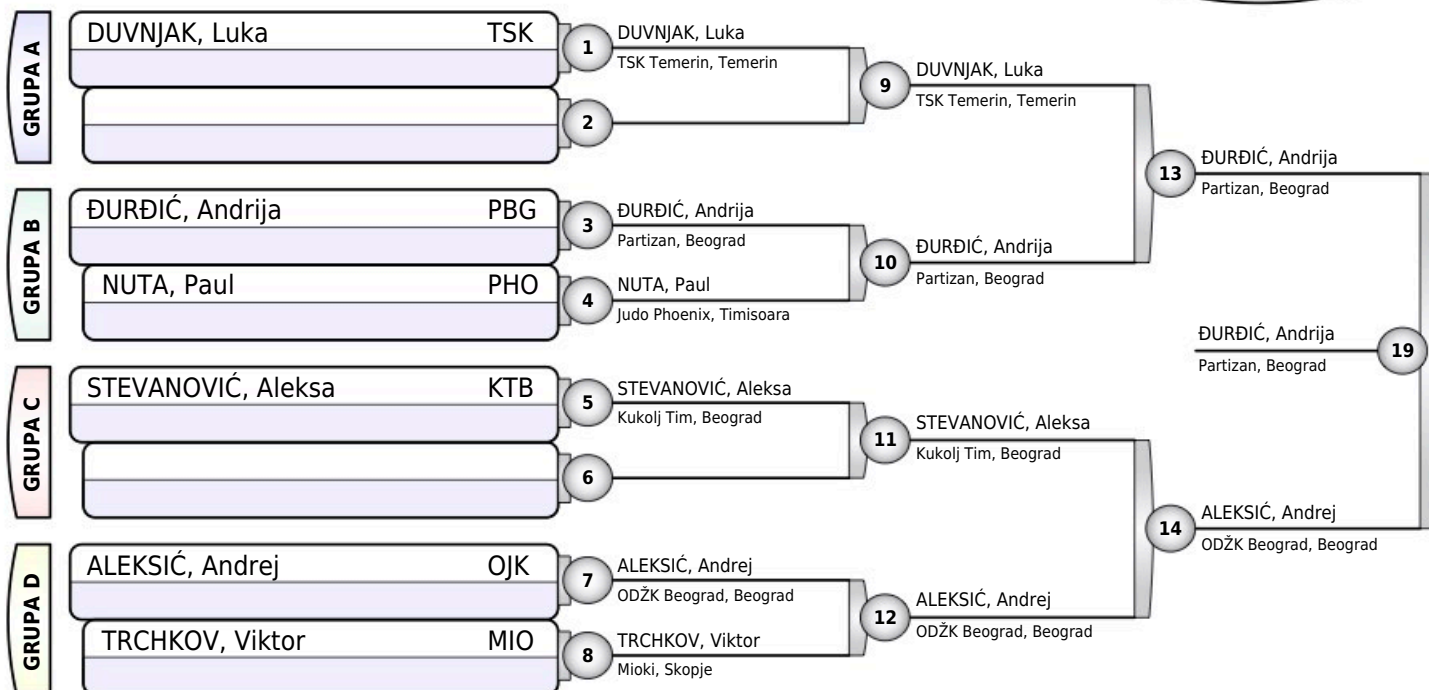 GRUPA A
DUVNJAK, Luka TSK
1
DUVNJAK, Luka
TSK Temerin, Temerin
2
9
DUVNJAK, Luka
TSK Temerin, Temerin
GRUPA B
ĐURĐIĆ, Andrija PBG
3
ĐURĐIĆ, Andrija
Partizan, Beograd
NUTA, Paul PHO
4
NUTA, Paul
Judo Phoenix, Timisoara
10
ĐURĐIĆ, Andrija
Partizan, Beograd
13
ĐURĐIĆ, Andrija
Partizan, Beograd
GRUPA C
STEVANOVIĆ, Aleksa KTB
5
STEVANOVIĆ, Aleksa
Kukolj Tim, Beograd
6
11
STEVANOVIĆ, Aleksa
Kukolj Tim, Beograd
GRUPA D
ALEKSIĆ, Andrej OJK
7
ALEKSIĆ, Andrej
ODŽK Beograd, Beograd
TRCHKOV, Viktor MIO
8
TRCHKOV, Viktor
Mioki, Skopje
12
ALEKSIĆ, Andrej
ODŽK Beograd, Beograd
14
ALEKSIĆ, Andrej
ODŽK Beograd, Beograd
ĐURĐIĆ, Andrija
Partizan, Beograd
19